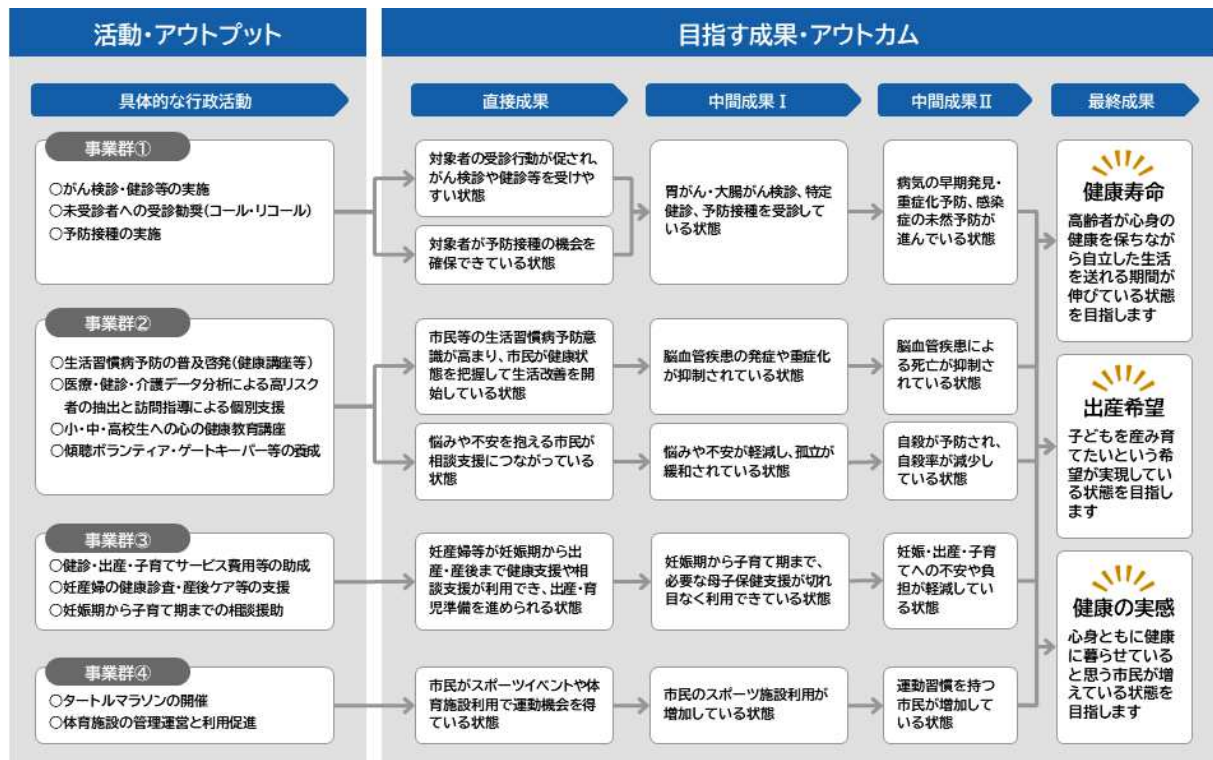 活動・アウトプット
目指す成果・アウトカム
具体的な行政活動
直接成果
中間成果Ⅰ
中間成果Ⅱ
最終成果
事業群①
○がん検診・健診等の実施
○未受診者への受診勧奨(コール・リコール)
○予防接種の実施
対象者の受診行動が促され、
がん検診や健診等を受けや
すい状態
対象者が予防接種の機会を
確保できている状態
胃がん・大腸がん検診、特定
健診、予防接種を受診して
いる状態
病気の早期発見・
重症化予防、感染
症の未然予防が
進んでいる状態
事業群②
○生活習慣病予防の普及啓発(健康講座等)
○医療・健診・介護データ分析による高リスク
者の抽出と訪問指導による個別支援
○小・中・高校生への心の健康教育講座
○傾聴ボランティア・ゲートキーパー等の養成
市民等の生活習慣病予防意
識が高まり、市民が健康状
態を把握して生活改善を開
始している状態
脳血管疾患の発症や重症化
が抑制されている状態
脳血管疾患によ
る死亡が抑制さ
れている状態
悩みや不安を抱える市民が
相談支援につながっている
状態
悩みや不安が軽減し、孤立が
緩和されている状態
自殺が予防され、
自殺率が減少し
ている状態
事業群③
○健診・出産・子育てサービス費用等の助成
○妊産婦の健康診査・産後ケア等の支援
○妊娠期から子育て期までの相談援助
妊産婦等が妊娠期から出
産・産後まで健康支援や相
談支援が利用でき、出産・育
児準備を進められる状態
妊娠期から子育て期まで、
必要な母子保健支援が切れ
目なく利用できている状態
妊娠・出産・子育
てへの不安や負
担が軽減してい
る状態
事業群④
○タートルマラソンの開催
○体育施設の管理運営と利用促進
市民がスポーツイベントや体
育施設利用で運動機会を得
ている状態
市民のスポーツ施設利用が
増加している状態
運動習慣を持つ
市民が増加して
いる状態
健康寿命
高齢者が心身の
健康を保ちなが
ら自立した生活
を送れる期間が
伸びている状態
を目指します
出産希望
子どもを産み育
てたいという希
望が実現してい
る状態を目指し
ます
健康の実感
心身ともに健康
に暮らせている
と思う市民が増
えている状態を
目指します